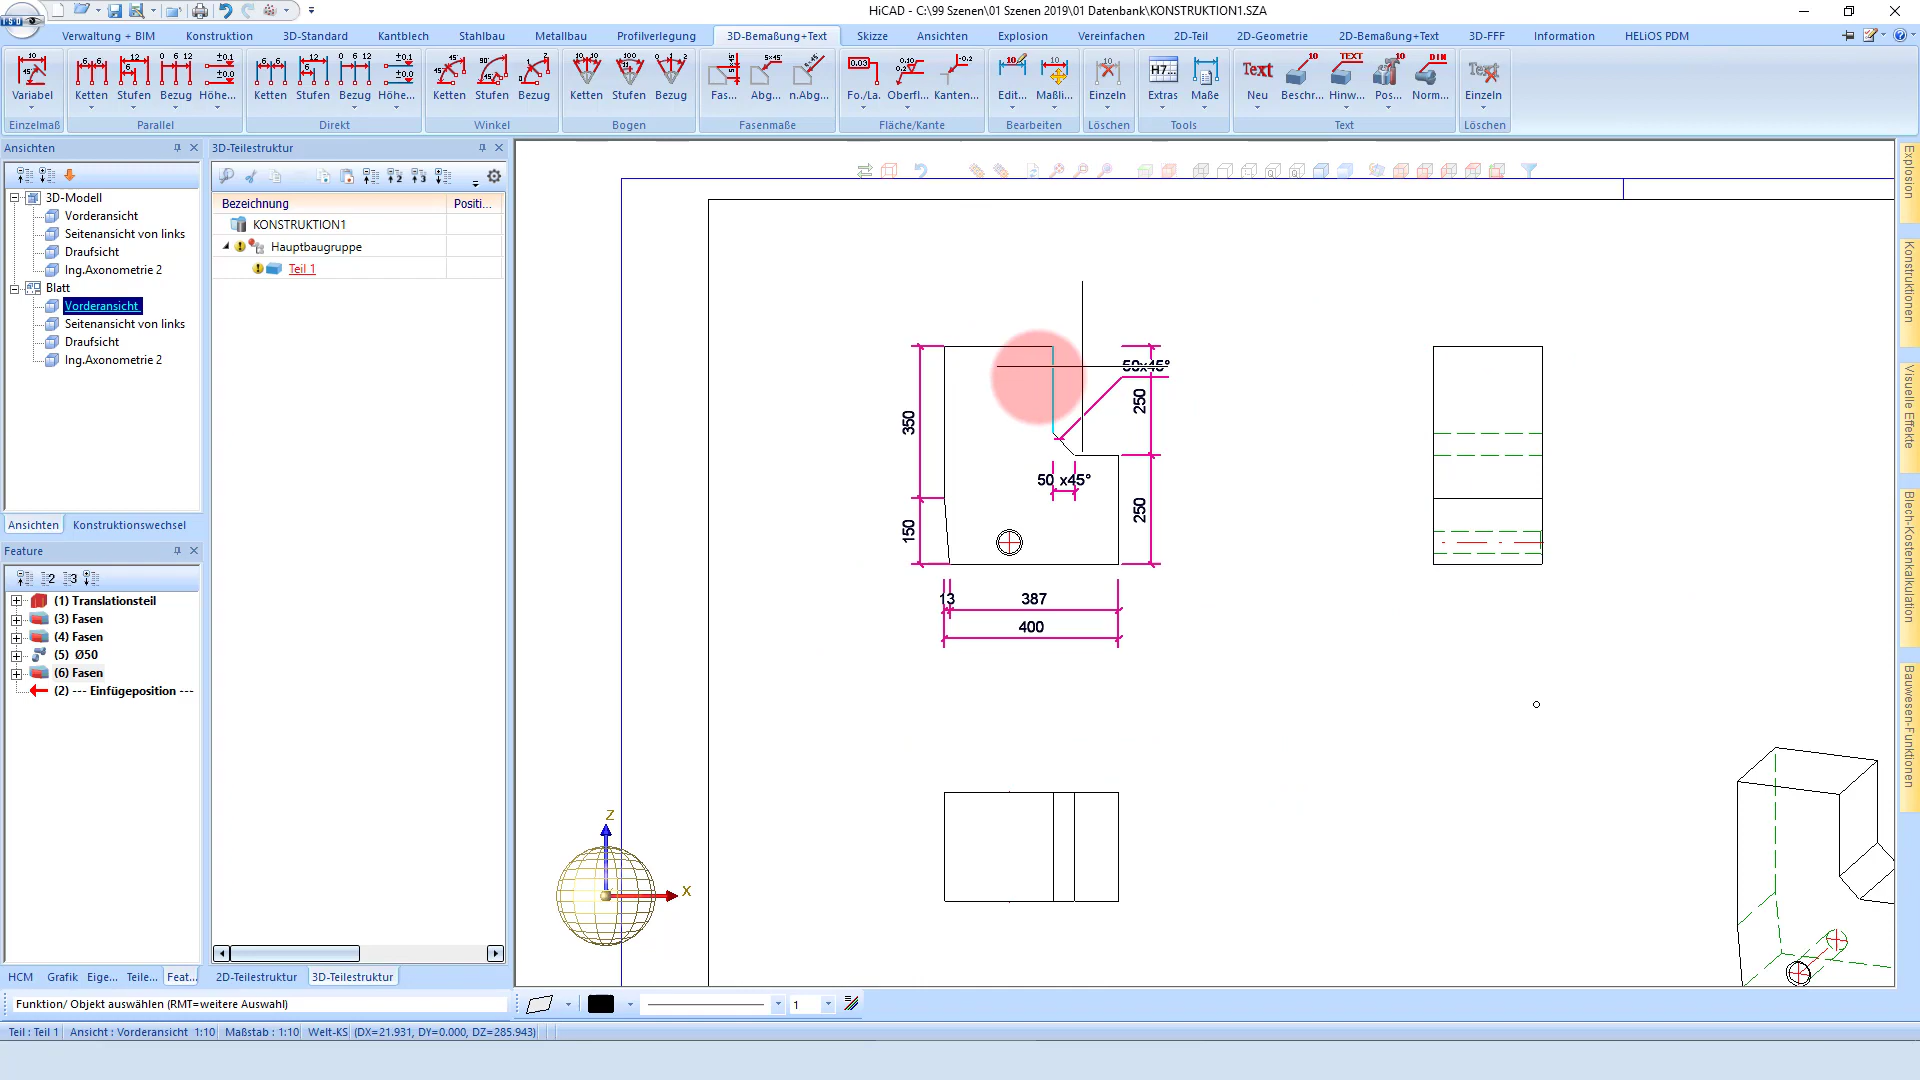 HiCAD - C:\99 Szenen\01 Szenen 2019\01 Datenbank\KONSTRUKTION1.SZA
ISD
Verwaltung + BIM Konstruktion 3D-Standard Kantblech Stahlbau Metallbau Profilverlegung 3D-Bemaßung+Text Skizze Ansichten Explosion Vereinfachen 2D-Teil 2D-Geometrie 2D-Bemaßung+Text 3D-FFF Information HELiOS PDM
Variabel Ketten Stufen Bezug Höhe... Ketten Stufen Bezug Höhe... Ketten Stufen Bezug Ketten Stufen Bezug Fas... Abg... n.Abg... Fo./La. Oberfl... Kanten... Edit... Maßli... Einzeln Extras Maße Neu Beschr... Hinw... Pos... Norm... Einzeln
Einzelmaß Parallel Direkt Winkel Bogen Fasenmaße Fläche/Kante Bearbeiten Löschen Tools Text Löschen
Ansichten
3D-Modell
Vorderansicht
Seitenansicht von links
Draufsicht
Ing.Axonometrie 2
Blatt
Vorderansicht
Seitenansicht von links
Draufsicht
Ing.Axonometrie 2
Ansichten Konstruktionswechsel
Feature
(1) Translationsteil
(3) Fasen
(4) Fasen
(5) Ø50
(6) Fasen
(2) --- Einfügeposition ---
HCM Grafik Eige... Teile... Feat...
3D-Teilestruktur
Bezeichnung Positi...
KONSTRUKTION1
Hauptbaugruppe
Teil 1
2D-Teilestruktur 3D-Teilestruktur
50x45°
350
250
50 x45°
150
250
13
387
400
Z
X
Explosion
Konstruktionen
Visuelle Effekte
Blech-Kostenkalkulation
Bauwesen-Funktionen
Funktion/ Objekt auswählen (RMT=weitere Auswahl)
1
Teil : Teil 1 Ansicht : Vorderansicht 1:10 Maßstab : 1:10 Welt-KS (DX=21.931, DY=0.000, DZ=285.943)